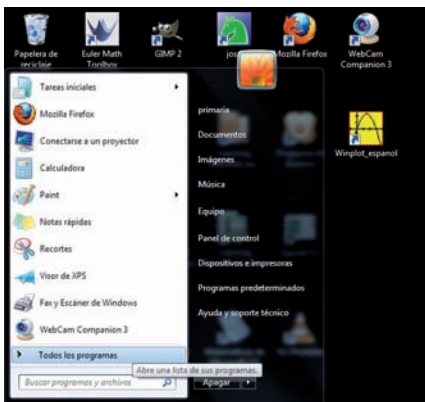 Papelera de
reciclaje
Euler Math
Toolbox
GIMP 2
jos
Mozilla Firefox
WebCam
Companion 3
Winplot_espanol
Tareas iniciales
Mozilla Firefox
Conectarse a un proyector
Calculadora
Paint
Notas rápidas
Recortes
Visor de XPS
Fax y Escáner de Windows
WebCam Companion 3
Todos los programas
Buscar programas y archivos
primaria
Documentos
Imágenes
Música
Equipo
Panel de control
Dispositivos e impresoras
Programas predeterminados
Ayuda y soporte técnico
Abre una lista de sus programas.
Apagar